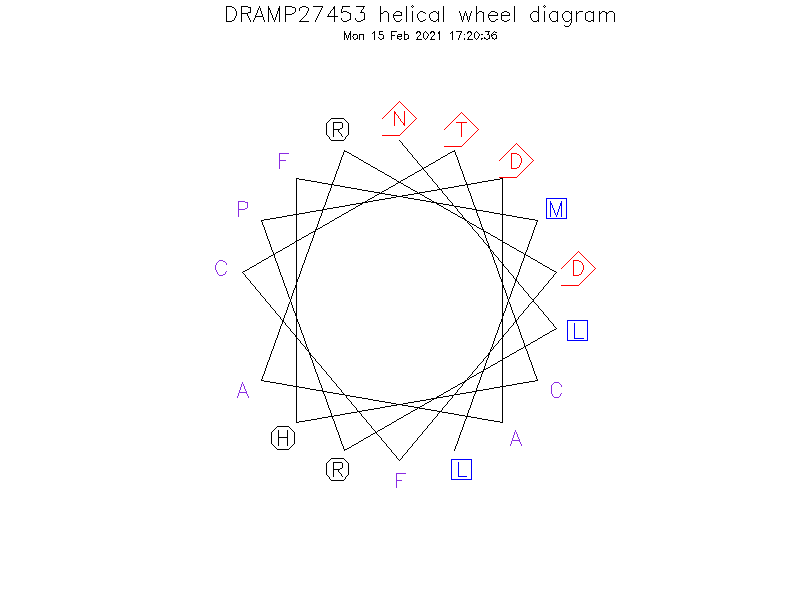 DRAMP27453 helical wheel diagram
Mon 15 Feb 2021 17:20:36
N
R T
F D
P M
C D
L
A C
H A
R L
F